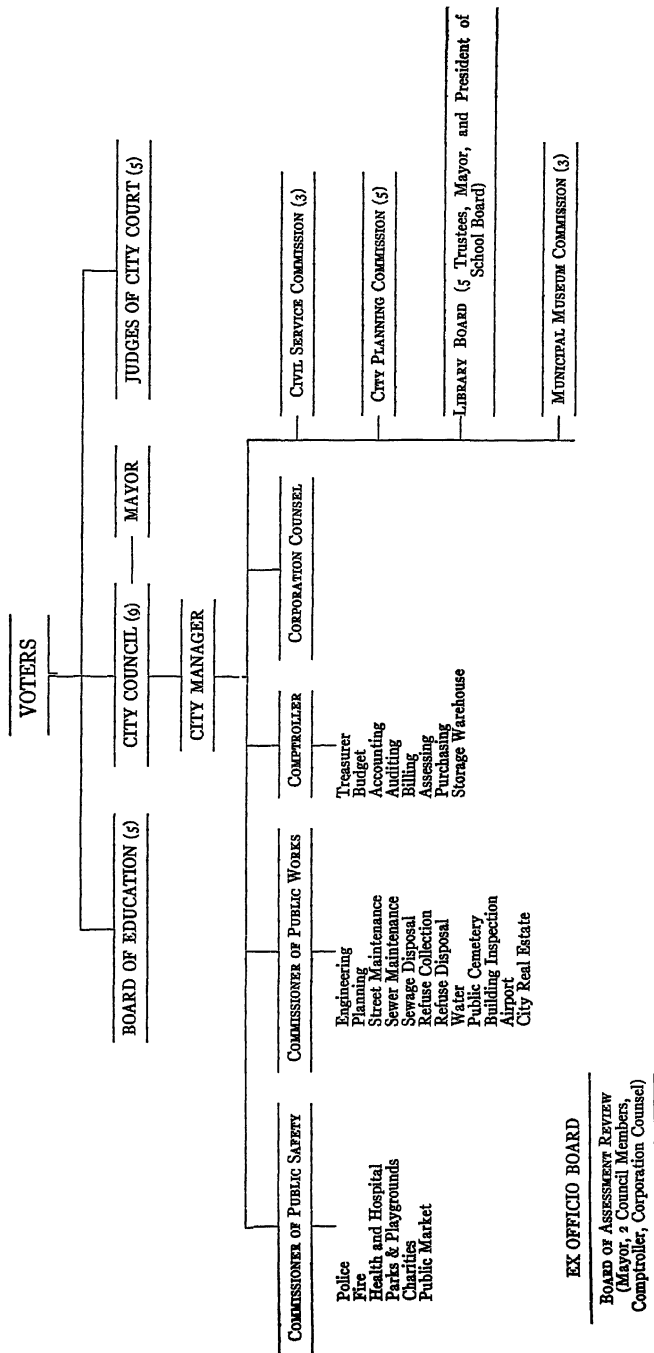 VOTERS
BOARD OF EDUCATION (5)
CITY COUNCIL (9)
MAYOR
JUDGES OF CITY COURT (5)
CITY MANAGER
COMMISSIONER OF PUBLIC SAFETY
Police
Fire
Health and Hospital
Parks & Playgrounds
Charities
Public Market
COMMISSIONER OF PUBLIC WORKS
Engineering
Planning
Street Maintenance
Sewer Maintenance
Sewage Disposal
Refuse Collection
Refuse Disposal
Water
Public Cemetery
Building Inspection
Airport
City Real Estate
COMPTROLLER
Treasurer
Budget
Accounting
Auditing
Billing
Assessing
Purchasing
Storage Warehouse
CORPORATION COUNSEL
CIVIL SERVICE COMMISSION (3)
CITY PLANNING COMMISSION (5)
LIBRARY BOARD (5 Trustees, Mayor, and President of
School Board)
MUNICIPAL MUSEUM COMMISSION (3)
EX OFFICIO BOARD
BOARD OF ASSESSMENT REVIEW
(Mayor, 2 Council Members,
Comptroller, Corporation Counsel)